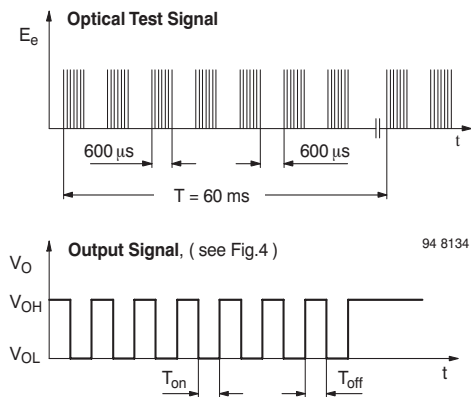 Optical Test Signal
E_e
t
600 µs
600 µs
T = 60 ms
Output Signal, ( see Fig.4 )
94 8134
V_O
V_OH
V_OL
t
T_on
T_off